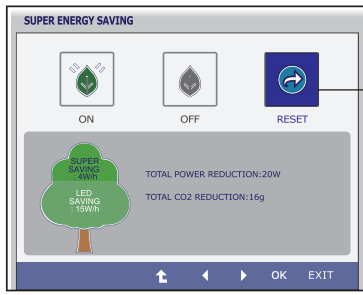 SUPER ENERGY SAVING
ON OFF RESET
SUPER
SAVING
: 4W/h
LED
SAVING
: 15W/h
TOTAL POWER REDUCTION:20W
TOTAL CO2 REDUCTION:16g
OK EXIT